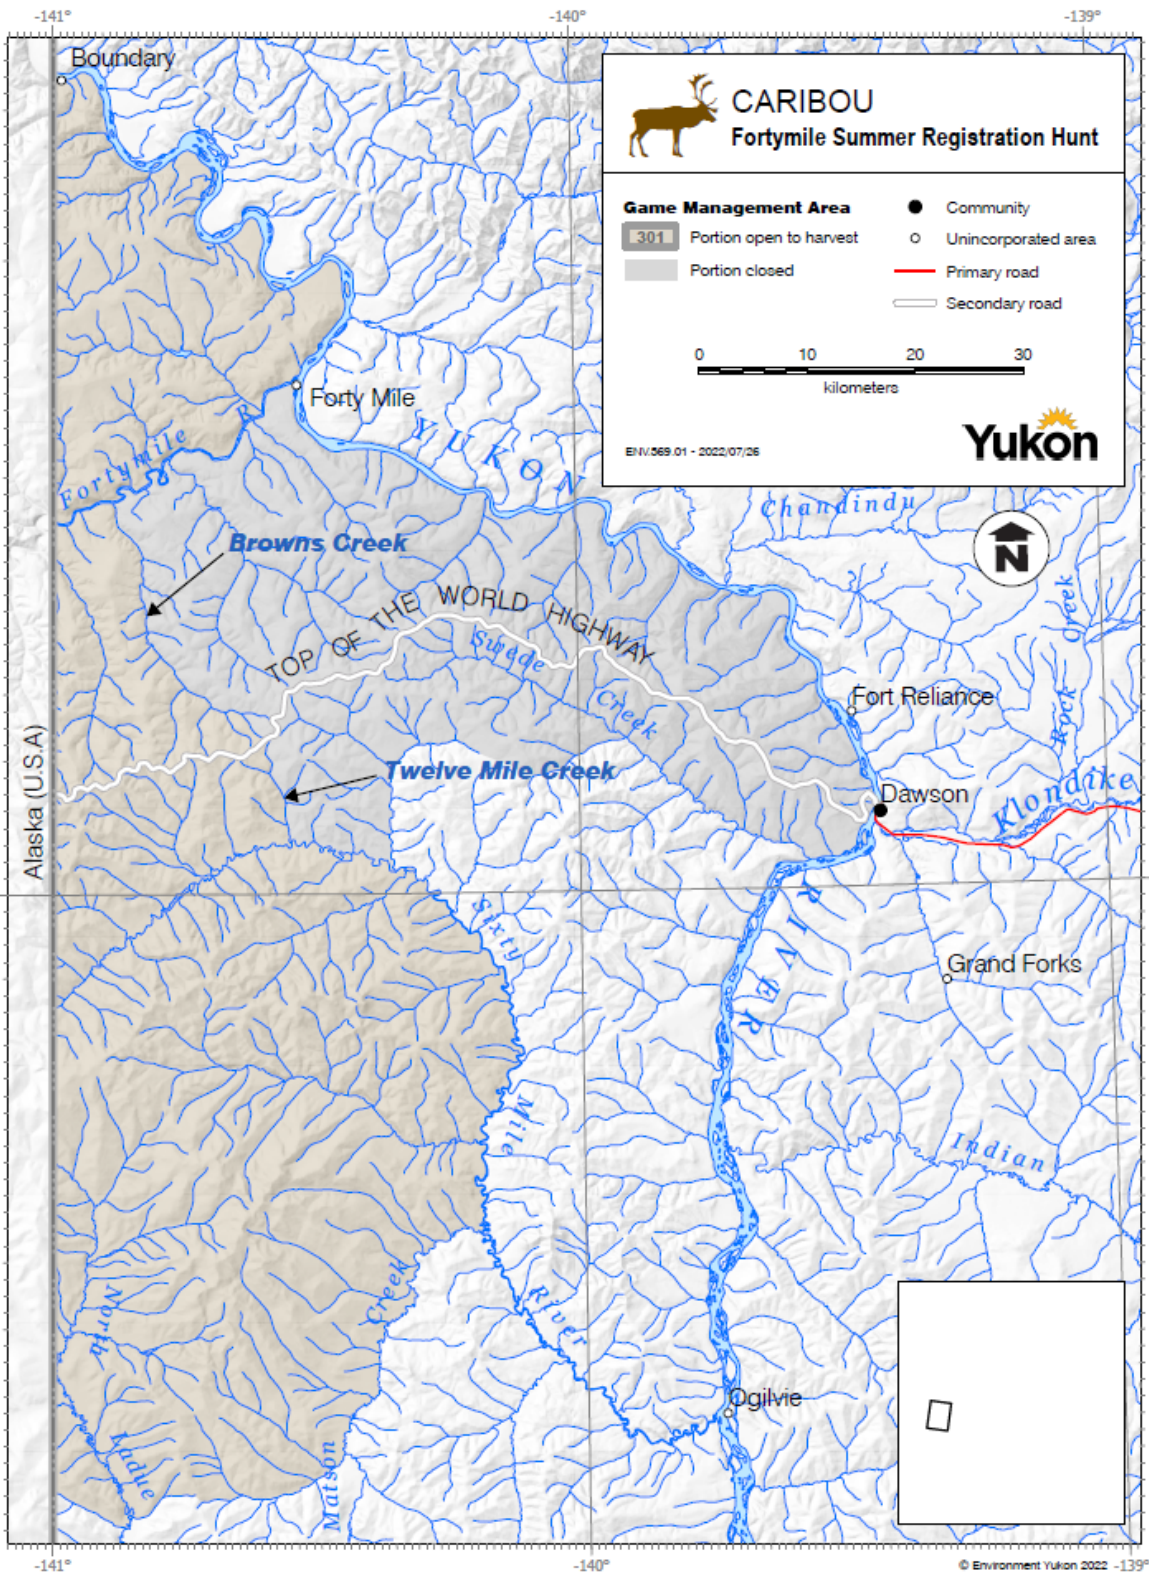 -141°
-140°
-139°
Boundary
CARIBOU
Fortymile Summer Registration Hunt
Game Management Area
301
Portion open to harvest
Portion closed
Community
Unincorporated area
Primary road
Secondary road
0 10 20 30
kilometers
ENV.569.01 - 2022/07/26
Yukon
Forty Mile
Fortymile R
YUKON
Chandindu
N
Browns Creek
TOP OF THE WORLD HIGHWAY
Swede Creek
Rock Creek
Fort Reliance
Alaska (U.S.A)
Twelve Mile Creek
Dawson
Klondike
RIVER
Sixty Mile River
Grand Forks
Indian
North Ladue
Matson Creek
Ogilvie
-141°
-140°
© Environment Yukon 2022
-139°